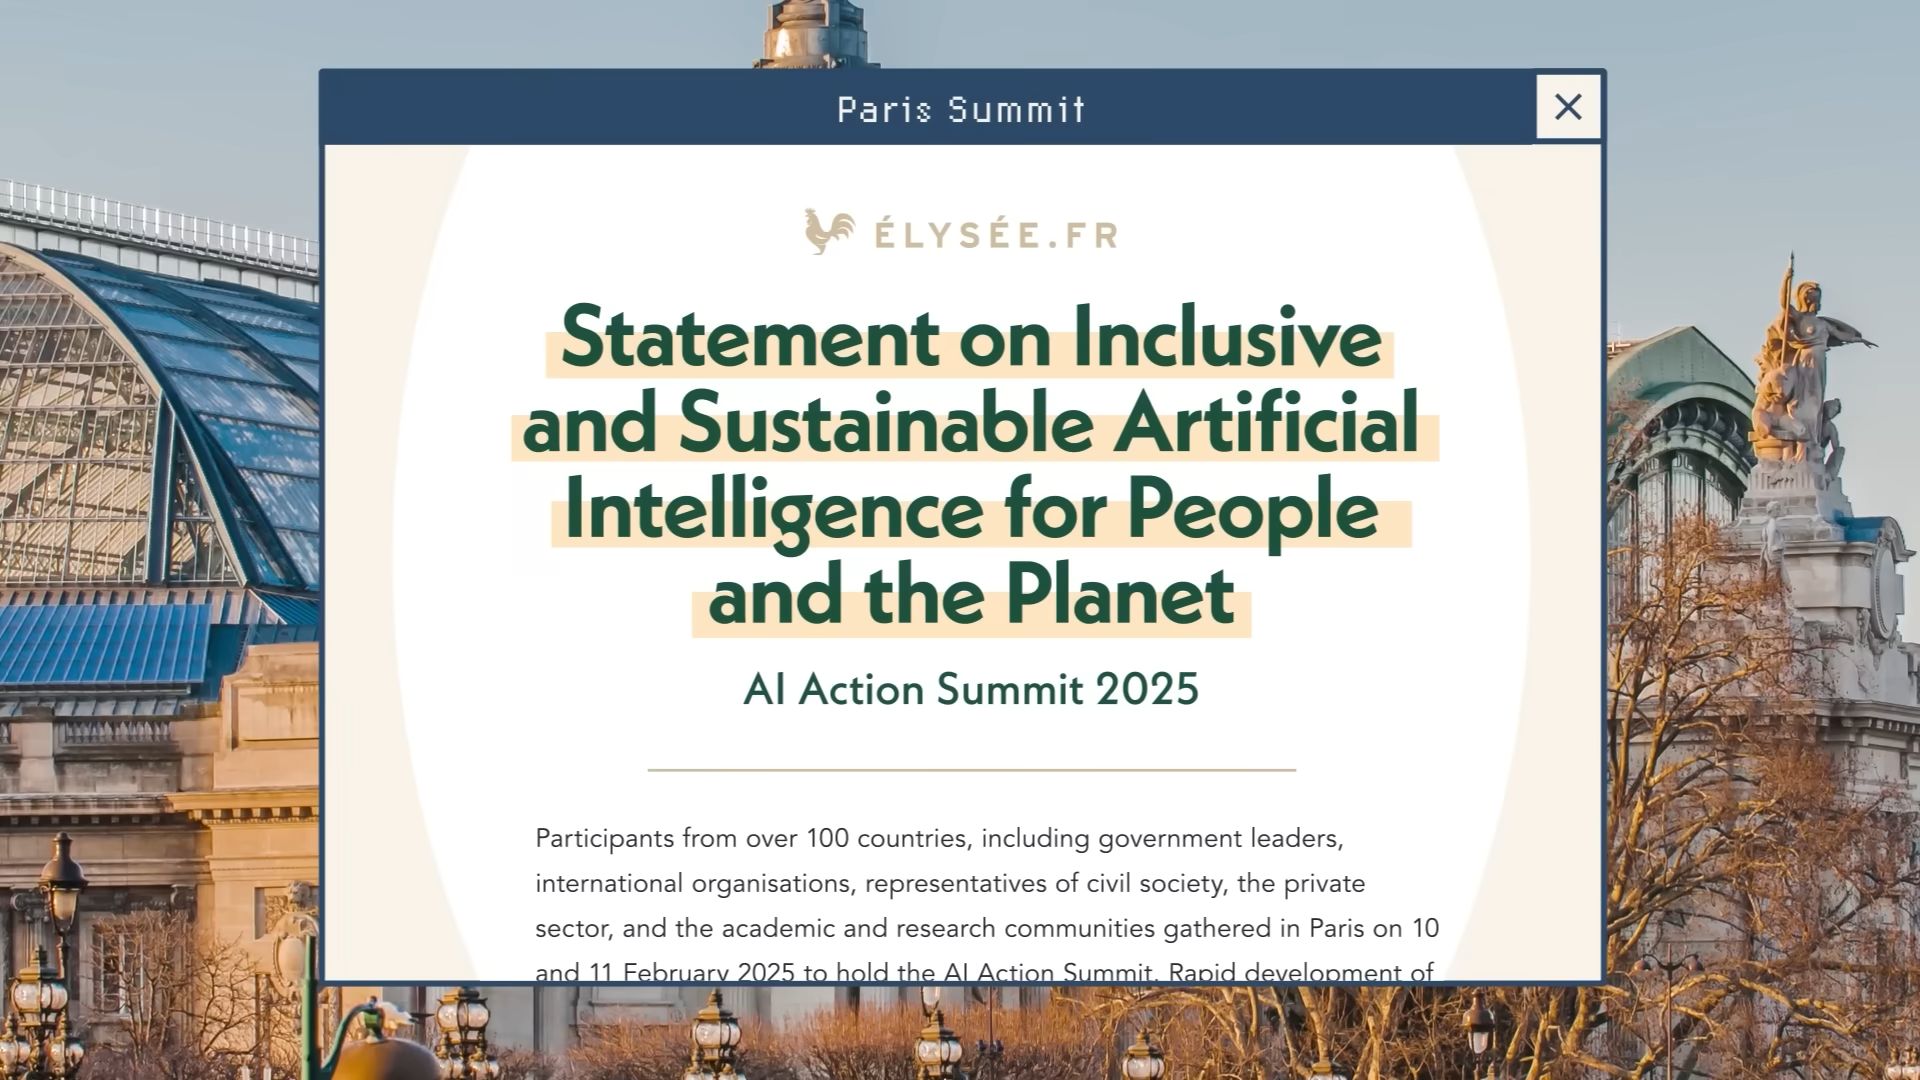 Paris Summit
ÉLYSÉE.FR
Statement on Inclusive
and Sustainable Artificial
Intelligence for People
and the Planet
AI Action Summit 2025
Participants from over 100 countries, including government leaders,
international organisations, representatives of civil society, the private
sector, and the academic and research communities gathered in Paris on 10
and 11 February 2025 to hold the AI Action Summit. Rapid development of